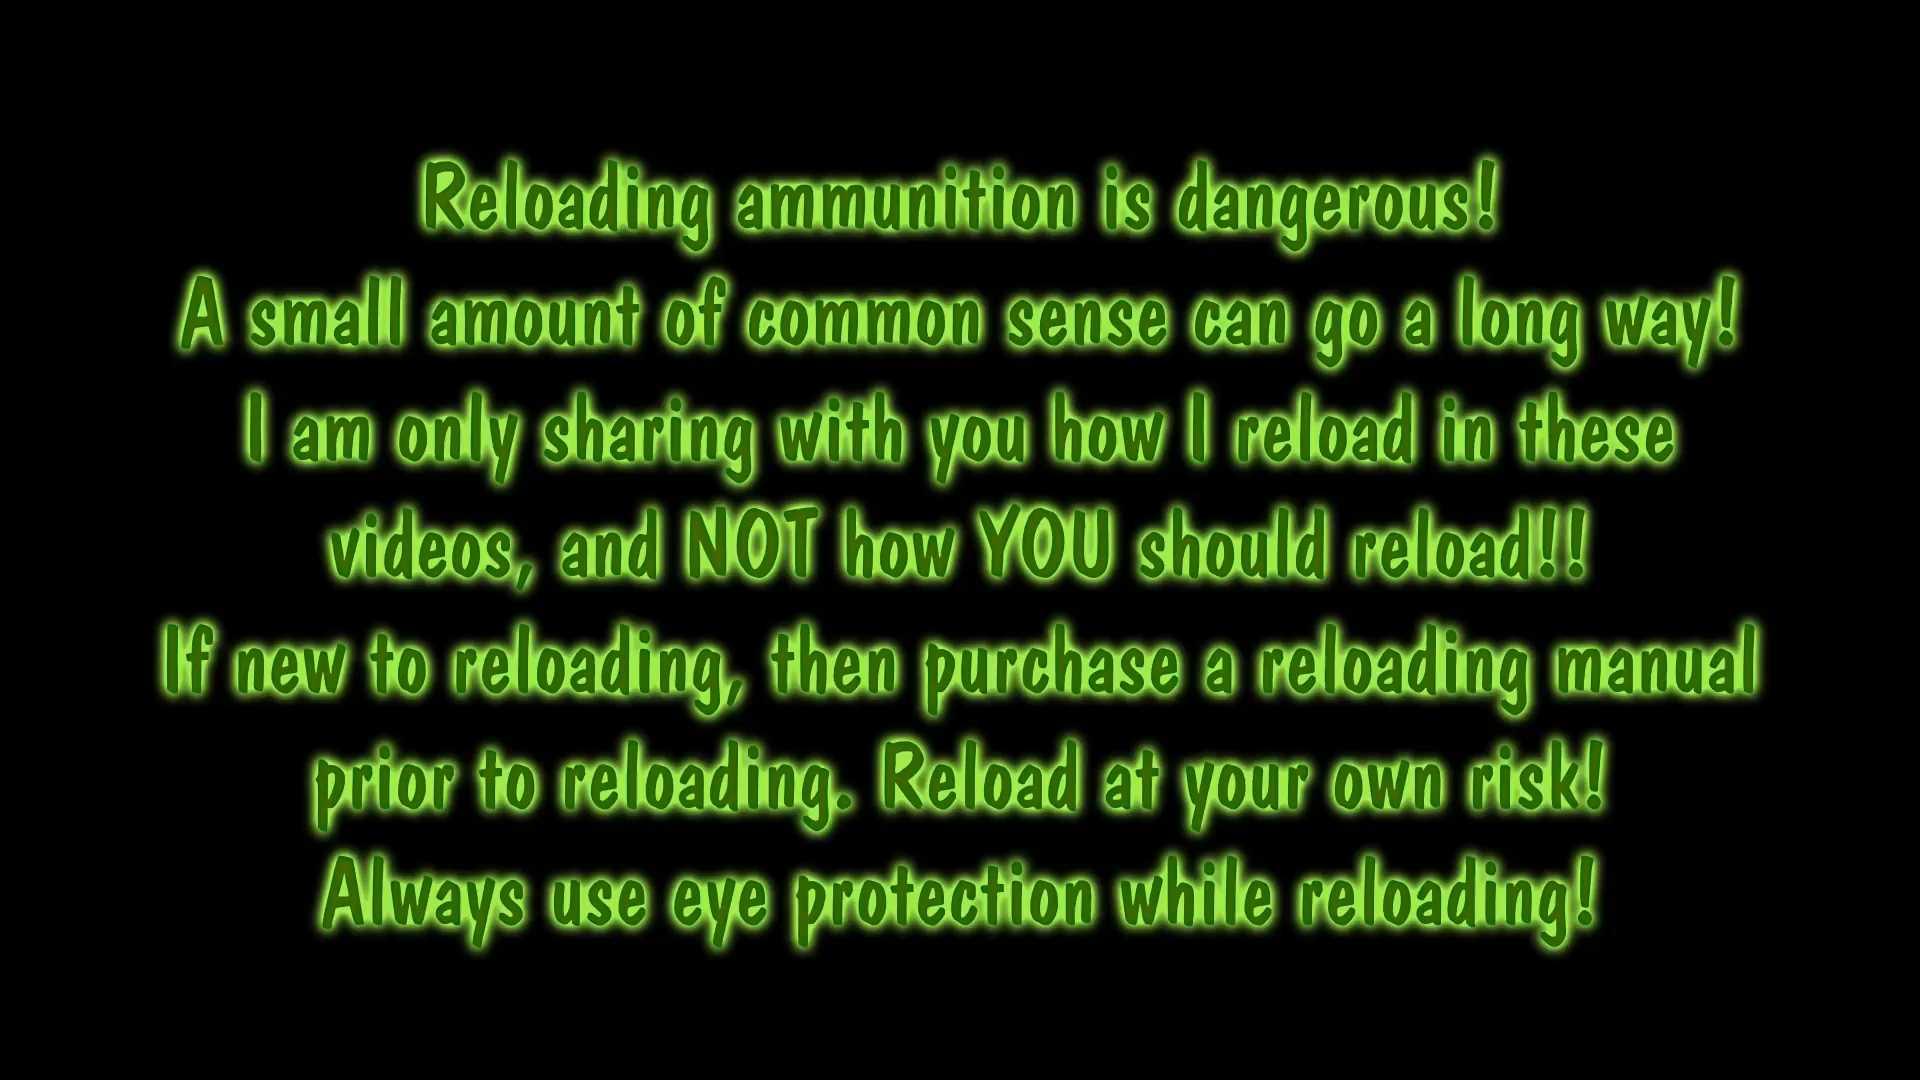 Reloading ammunition is dangerous!
A small amount of common sense can go a long way!
I am only sharing with you how I reload in these
videos, and NOT how YOU should reload!!
If new to reloading, then purchase a reloading manual
prior to reloading. Reload at your own risk!
Always use eye protection while reloading!